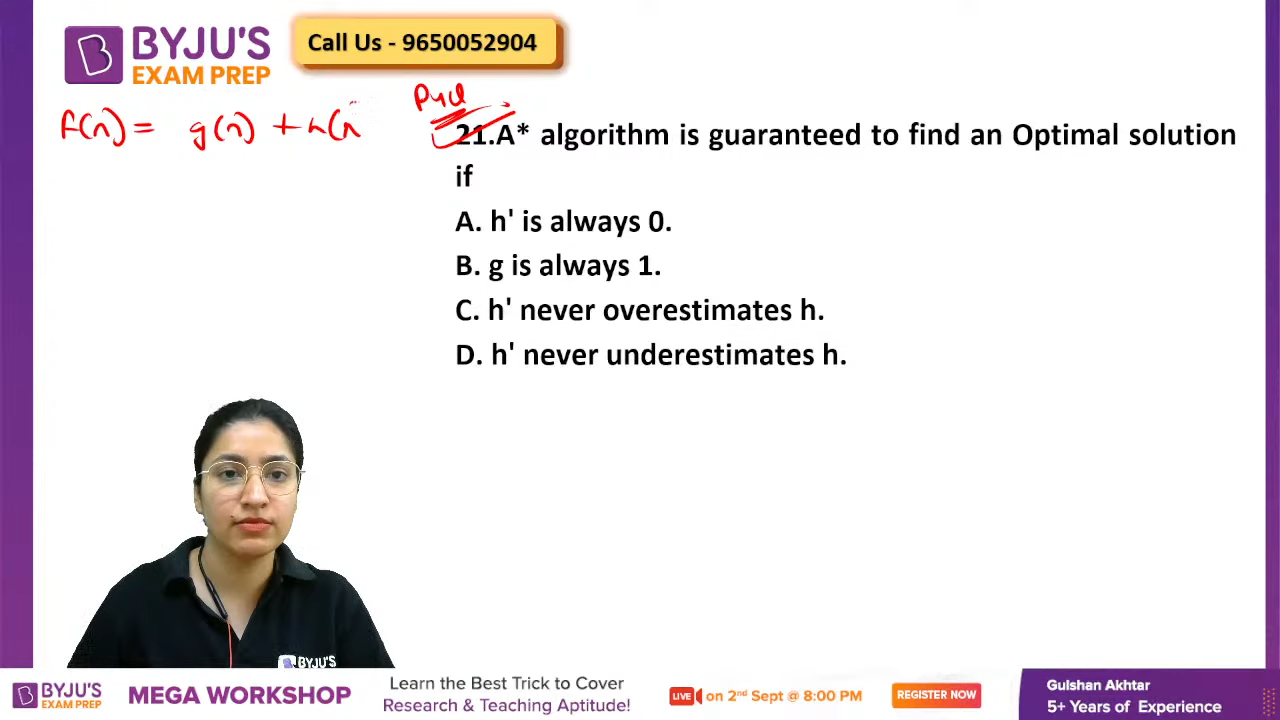 BYJU'S
EXAM PREP
Call Us - 9650052904
PYQ
f(n) = g(n) + h(n
21.A* algorithm is guaranteed to find an Optimal solution
if
A. h' is always 0.
B. g is always 1.
C. h' never overestimates h.
D. h' never underestimates h.
BYJU'S
BYJU'S
EXAM PREP
MEGA WORKSHOP
Learn the Best Trick to Cover
Research & Teaching Aptitude!
LIVE on 2nd Sept @ 8:00 PM
REGISTER NOW
Gulshan Akhtar
5+ Years of Experience